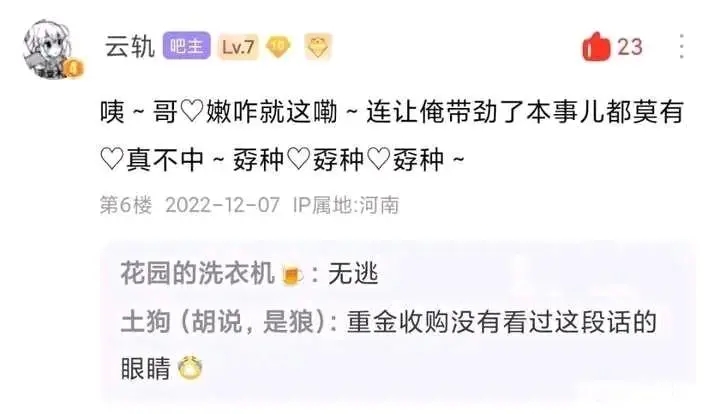 云轨 吧主 Lv.7 10 23
咦～哥♡嫩咋就这嘞～连让俺带劲了本事儿都莫有
♡真不中～孬种♡孬种♡孬种～
第6楼 2022-12-07 IP属地:河南
花园的洗衣机🍺：无逃
土狗（胡说，是狼）：重金收购没有看过这段话的
眼睛😭